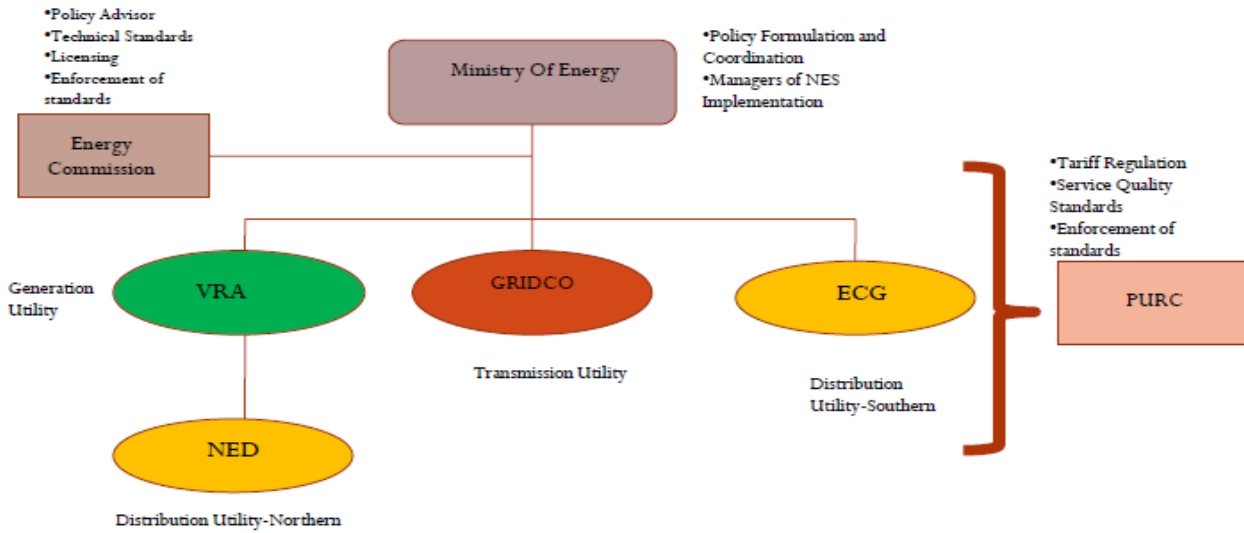 •Policy Advisor
•Technical Standards
•Licensing
•Enforcement of
standards
Ministry Of Energy
•Policy Formulation and
Coordination
•Managers of NES
Implementation
Energy
Commission
•Tariff Regulation
•Service Quality
Standards
•Enforcement of
standards
Generation
Utility
VRA
GRIDCO
ECG
PURC
Transmission Utility
Distribution
Utility-Southern
NED
Distribution Utility-Northern